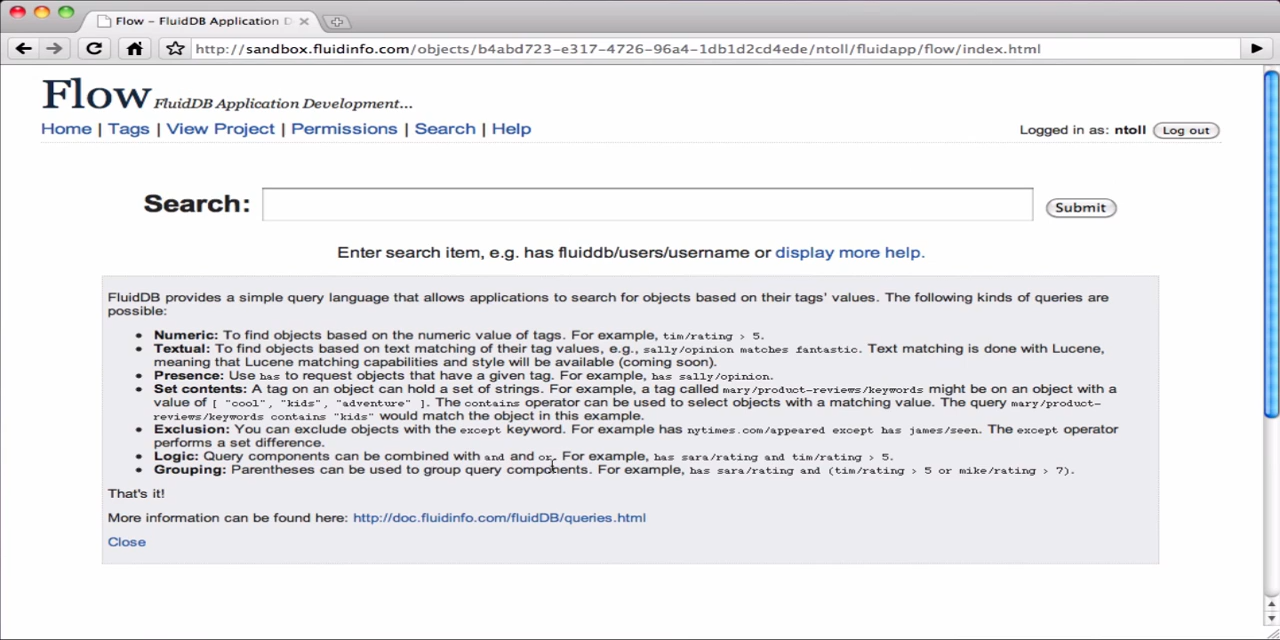 Flow – FluidDB Application D
http://sandbox.fluidinfo.com/objects/b4abd723-e317-4726-96a4-1db1d2cd4ede/ntoll/fluidapp/flow/index.html
Flow FluidDB Application Development...
Home | Tags | View Project | Permissions | Search | Help
Logged in as: ntoll Log out
Search: Submit
Enter search item, e.g. has fluiddb/users/username or display more help.
FluidDB provides a simple query language that allows applications to search for objects based on their tags' values. The following kinds of queries are
possible:
• Numeric: To find objects based on the numeric value of tags. For example, tim/rating > 5.
• Textual: To find objects based on text matching of their tag values, e.g., sally/opinion matches fantastic. Text matching is done with Lucene,
meaning that Lucene matching capabilities and style will be available (coming soon).
• Presence: Use has to request objects that have a given tag. For example, has sally/opinion.
• Set contents: A tag on an object can hold a set of strings. For example, a tag called mary/product-reviews/keywords might be on an object with a
value of [ "cool", "kids", "adventure" ]. The contains operator can be used to select objects with a matching value. The query mary/product-
reviews/keywords contains "kids" would match the object in this example.
• Exclusion: You can exclude objects with the except keyword. For example has nytimes.com/appeared except has james/seen. The except operator
performs a set difference.
• Logic: Query components can be combined with and and or. For example, has sara/rating and tim/rating > 5.
• Grouping: Parentheses can be used to group query components. For example, has sara/rating and (tim/rating > 5 or mike/rating > 7).
That's it!
More information can be found here: http://doc.fluidinfo.com/fluidDB/queries.html
Close